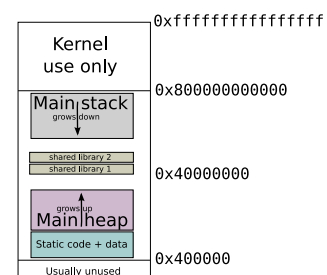 0xffffffffffffffff
Kernel
use only
0x800000000000
Main stack
grows down
shared library 2
shared library 1
0x40000000
grows up
Main heap
Static code + data
0x400000
Usually unused